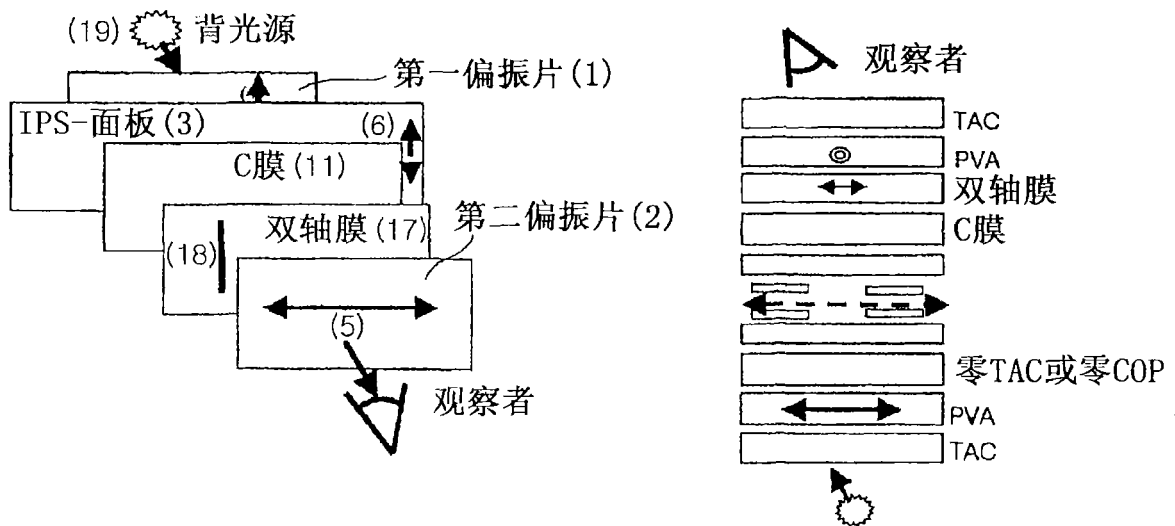 (19) 背光源
第一偏振片(1)
IPS-面板(3)
(6)
C膜(11)
第二偏振片(2)
双轴膜(17)
(18)
(5)
观察者
观察者
TAC
PVA
双轴膜
C膜
零TAC或零COP
PVA
TAC